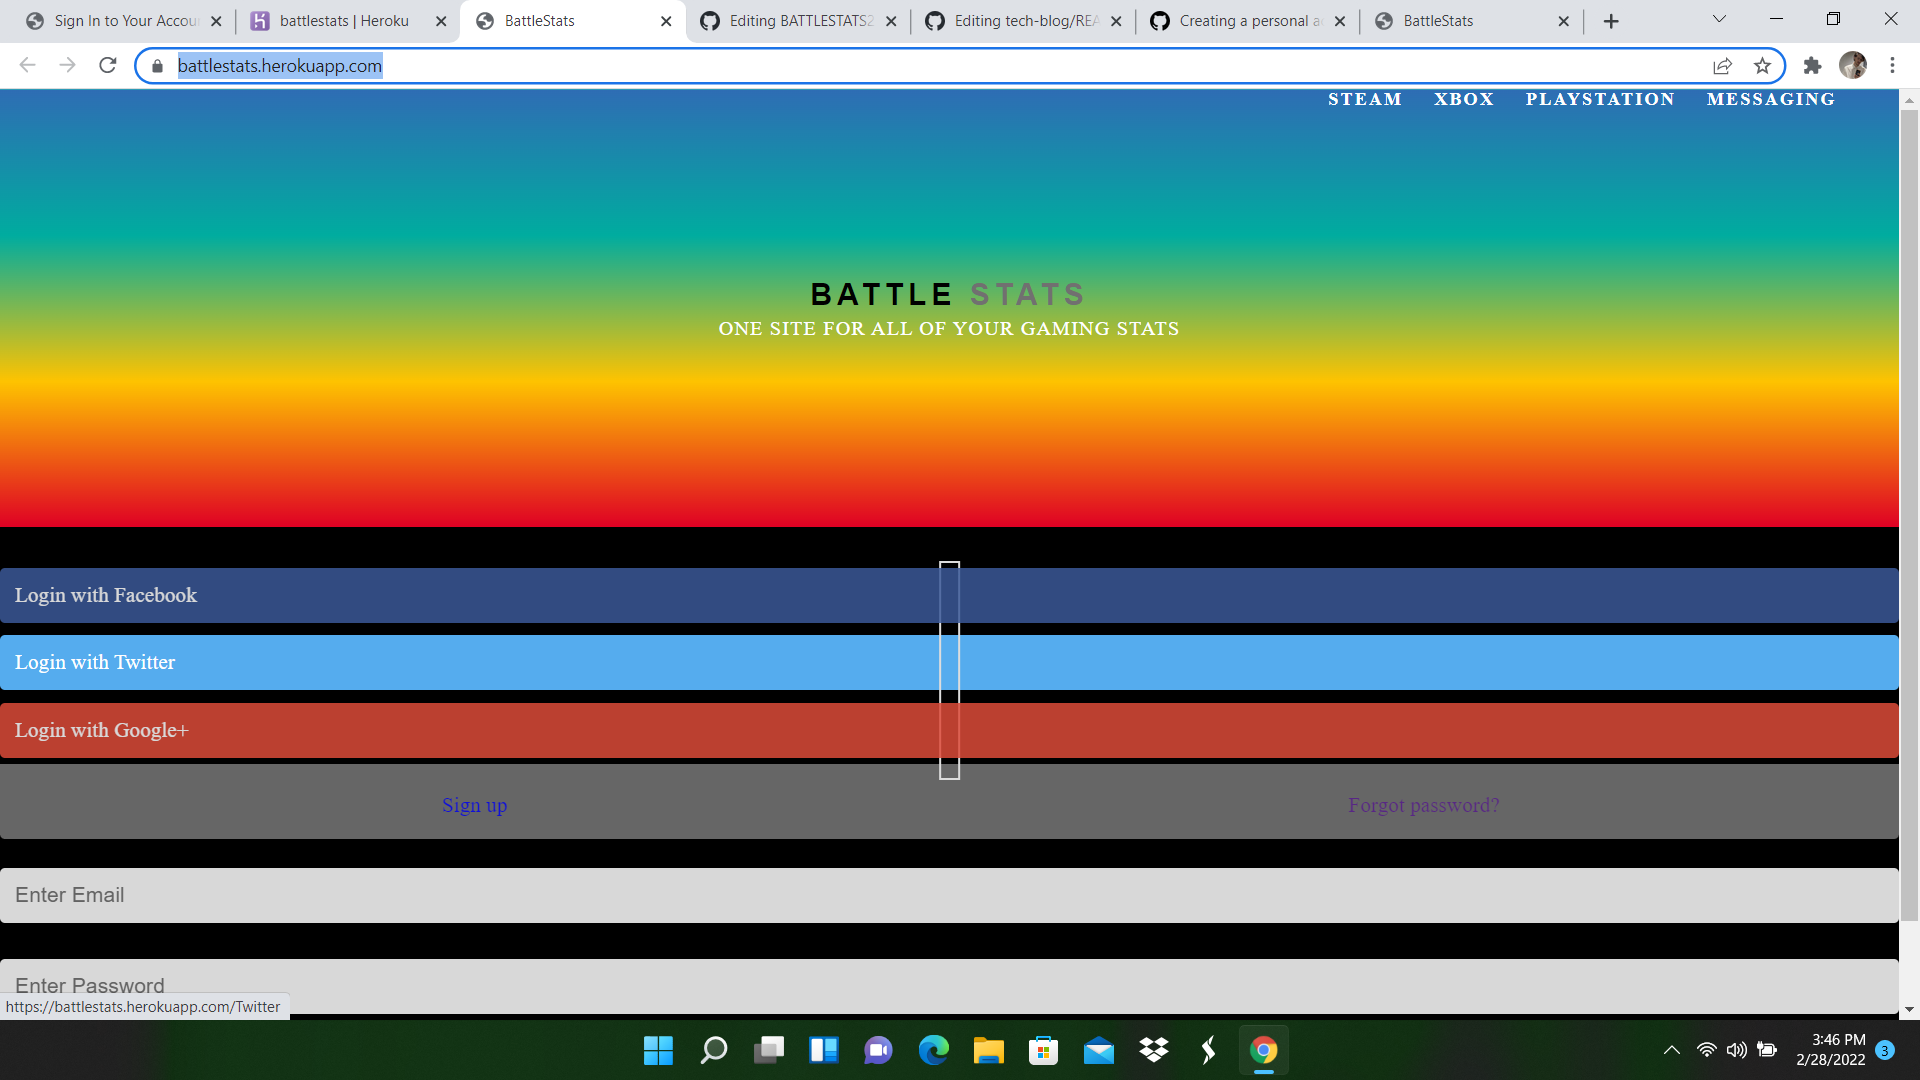 Sign In to Your Accou
battlestats | Heroku
BattleStats
Editing BATTLESTATS2
Editing tech-blog/REA
Creating a personal ac
BattleStats
battlestats.herokuapp.com
STEAM XBOX PLAYSTATION MESSAGING
BATTLE STATS
ONE SITE FOR ALL OF YOUR GAMING STATS
Login with Facebook
Login with Twitter
Login with Google+
Sign up Forgot password?
Enter Email
Enter Password
https://battlestats.herokuapp.com/Twitter
3:46 PM
2/28/2022
3